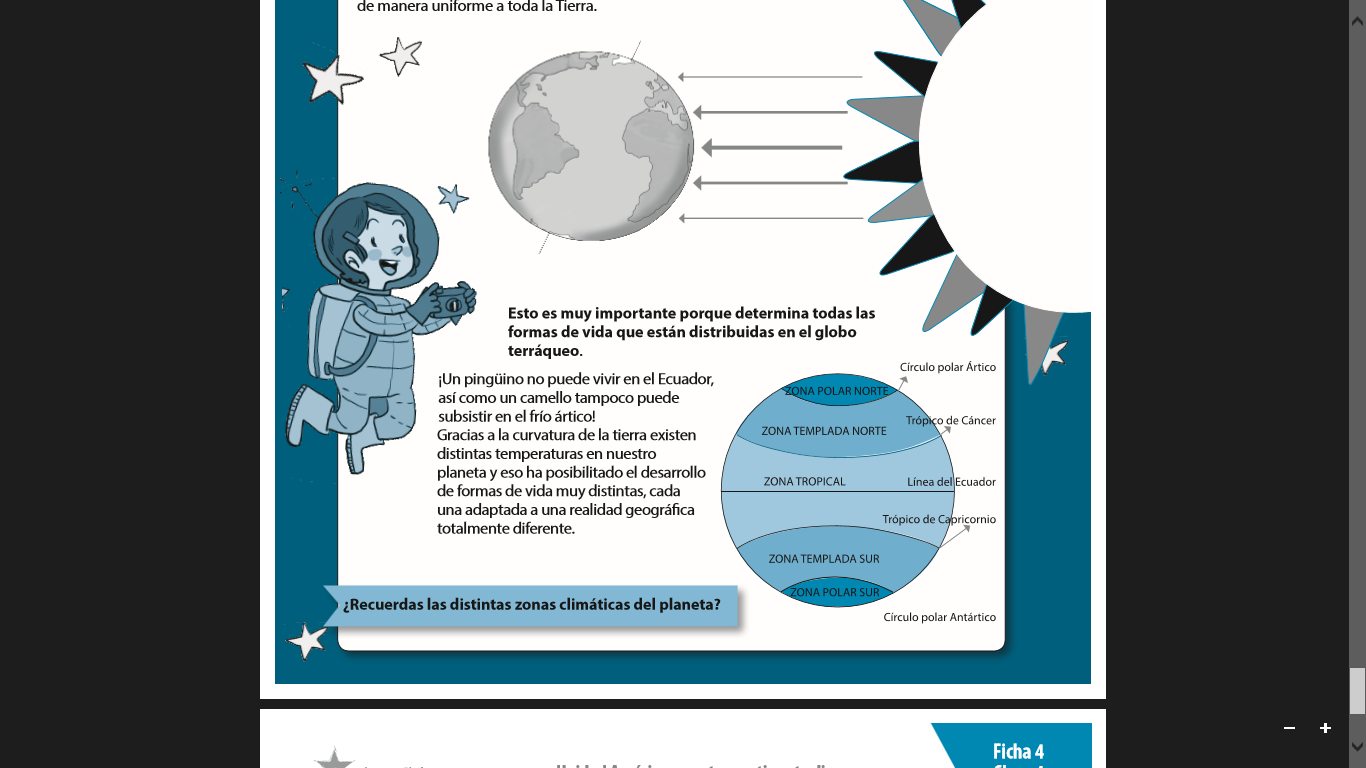 de manera uniforme a toda la Tierra.
Esto es muy importante porque determina todas las
formas de vida que están distribuidas en el globo
terráqueo.
¡Un pingüino no puede vivir en el Ecuador,
así como un camello tampoco puede
subsistir en el frío ártico!
Gracias a la curvatura de la tierra existen
distintas temperaturas en nuestro
planeta y eso ha posibilitado el desarrollo
de formas de vida muy distintas, cada
una adaptada a una realidad geográfica
totalmente diferente.
Círculo polar Ártico
ZONA POLAR NORTE
Trópico de Cáncer
ZONA TEMPLADA NORTE
ZONA TROPICAL
Línea del Ecuador
Trópico de Capricornio
ZONA TEMPLADA SUR
ZONA POLAR SUR
Círculo polar Antártico
¿Recuerdas las distintas zonas climáticas del planeta?
Ficha 4